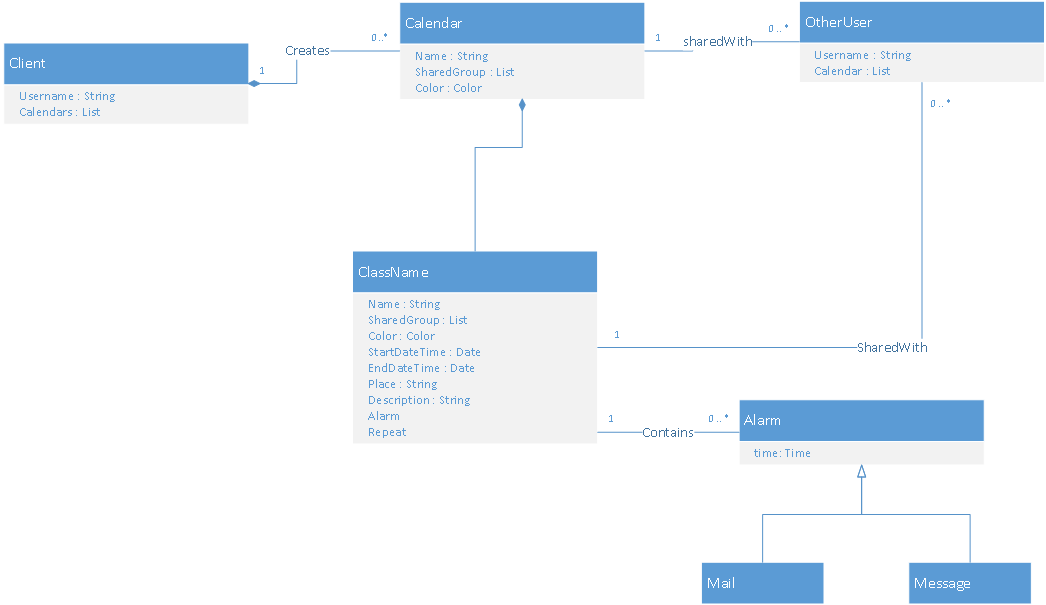 Client
Username : String
Calendars : List
1
Creates
0..*
Calendar
Name : String
SharedGroup : List
Color : Color
1
sharedWith
0..*
OtherUser
Username : String
Calendar : List
0..*
ClassName
Name : String
SharedGroup : List
Color : Color
StartDateTime : Date
EndDateTime : Date
Place : String
Description : String
Alarm
Repeat
1
SharedWith
1
Contains
0..*
Alarm
time: Time
Mail
Message